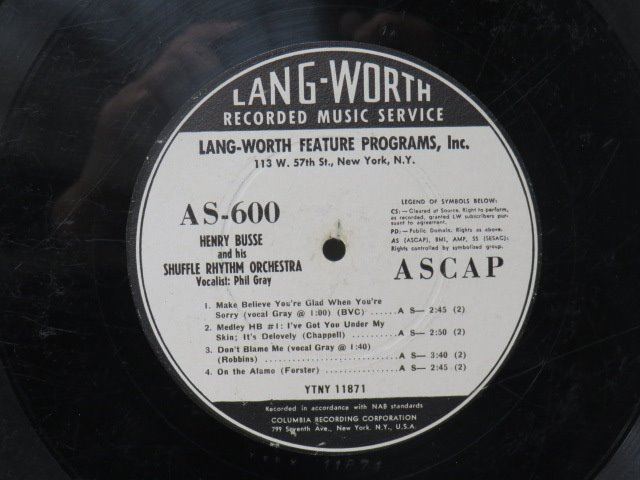 LANG-WORTH
RECORDED MUSIC SERVICE
LANG-WORTH FEATURE PROGRAMS, Inc.
113 W. 57th St., New York, N.Y.
AS-600
HENRY BUSSE
and his
SHUFFLE RHYTHM ORCHESTRA
Vocalist: Phil Gray
LEGEND OF SYMBOLS BELOW:
CS:—Cleared at Source. Right to perform,
as recorded, granted LW subscribers pur-
suant to agreement.
PD:—Public Domain. Rights as above.
AS (ASCAP), BMI, AMP, SS (SESAC):
Rights controlled by symbolized group.
ASCAP
1. Make Believe You're Glad When You're
Sorry (vocal Gray @ 1:00) (BVC) ......A S— 2:45 (2)
2. Medley HB #1: I've Got You Under My
Skin; It's Delovely (Chappell) ........A S— 2:50 (2)
3. Don't Blame Me (vocal Gray @ 1:40)
(Robbins) ..........................A S— 3:40 (2)
4. On the Alamo (Forster) ..............A S— 2:45 (2)
YTNY 11871
Recorded in accordance with NAB standards
COLUMBIA RECORDING CORPORATION
799 Seventh Ave., New York, N.Y., U.S.A.
11871